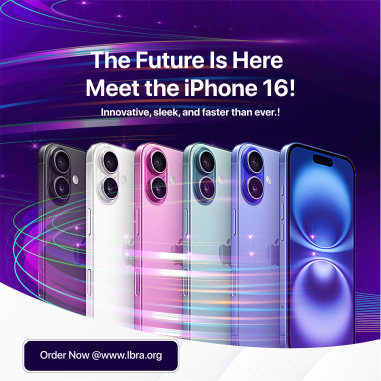 The Future Is Here
Meet the iPhone 16!
Innovative, sleek, and faster than ever.!
Order Now @www.lbra.org